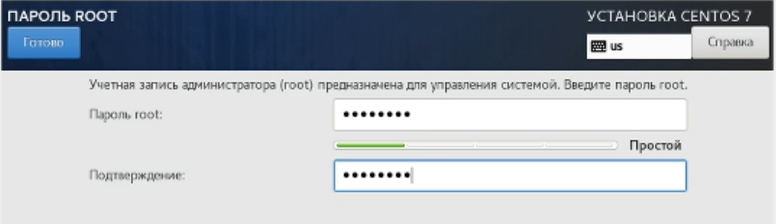 ПАРОЛЬ ROOT
УСТАНОВКА CENTOS 7
Готово
us
Справка
Учетная запись администратора (root) предназначена для управления системой. Введите пароль root.
Пароль root:
••••••••
Простой
Подтверждение:
••••••••